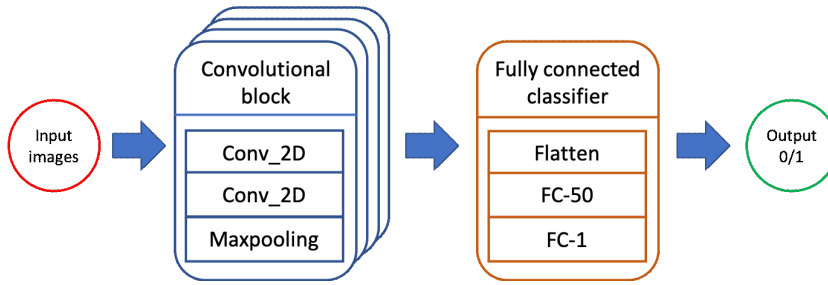 Input
images
Convolutional
block
Conv_2D
Conv_2D
Maxpooling
Fully connected
classifier
Flatten
FC-50
FC-1
Output
0/1